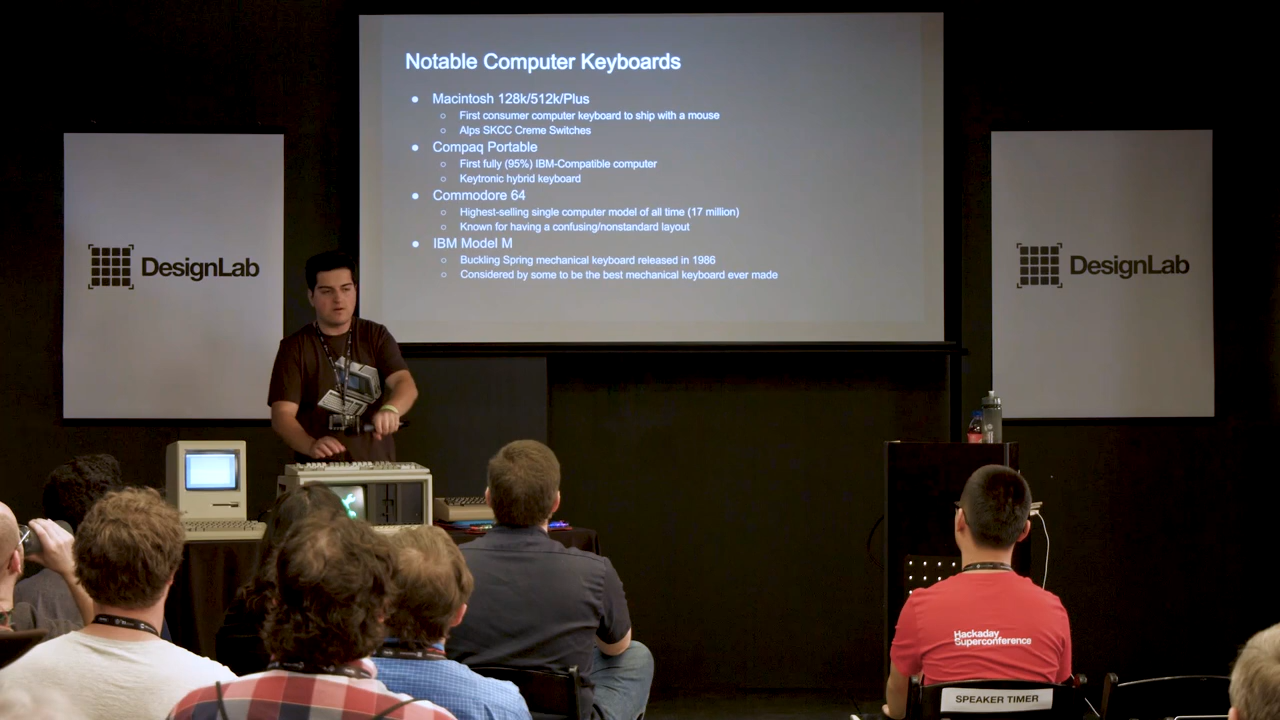 Notable Computer Keyboards
● Macintosh 128k/512k/Plus
○ First consumer computer keyboard to ship with a mouse
○ Alps SKCC Creme Switches
● Compaq Portable
○ First fully (95%) IBM-Compatible computer
○ Keytronic hybrid keyboard
● Commodore 64
○ Highest-selling single computer model of all time (17 million)
○ Known for having a confusing/nonstandard layout
● IBM Model M
○ Buckling Spring mechanical keyboard released in 1986
○ Considered by some to be the best mechanical keyboard ever made
DesignLab
DesignLab
Hackaday
Superconference
SPEAKER TIMER